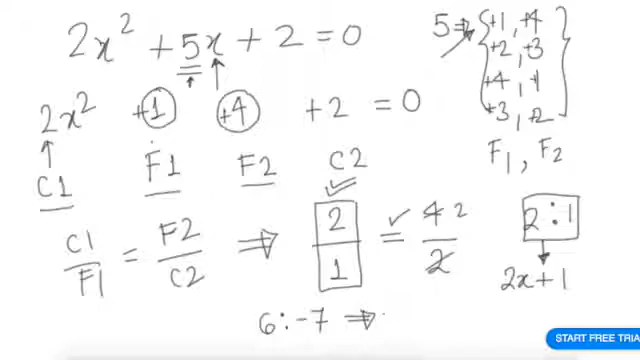 2x² + 5x + 2 = 0
5 ⇒ { +1, +4
+2, +3
+4, +1
+3, +2 }
F₁, F₂
2x² +1 +4 +2 = 0
C1 F1 F2 C2
C1/F1 = F2/C2 ⇒ 2/1 = 4/2 2
2 : 1
2x+1
6 : -7 ⇒
START FREE TRIA